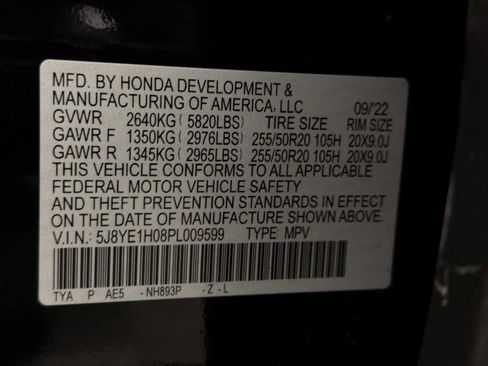 MFD. BY HONDA DEVELOPMENT &
MANUFACTURING OF AMERICA, LLC 09/'22
GVWR 2640KG (5820LBS) TIRE SIZE RIM SIZE
GAWR F 1350KG (2976LBS) 255/50R20 105H 20X9.0J
GAWR R 1345KG (2965LBS) 255/50R20 105H 20X9.0J
THIS VEHICLE CONFORMS TO ALL APPLICABLE
FEDERAL MOTOR VEHICLE SAFETY
AND THEFT PREVENTION STANDARDS IN EFFECT
ON THE DATE OF MANUFACTURE SHOWN ABOVE.
V.I.N.: 5J8YE1H08PL009599 TYPE: MPV
TYA P AE5 -NH893P -Z-L